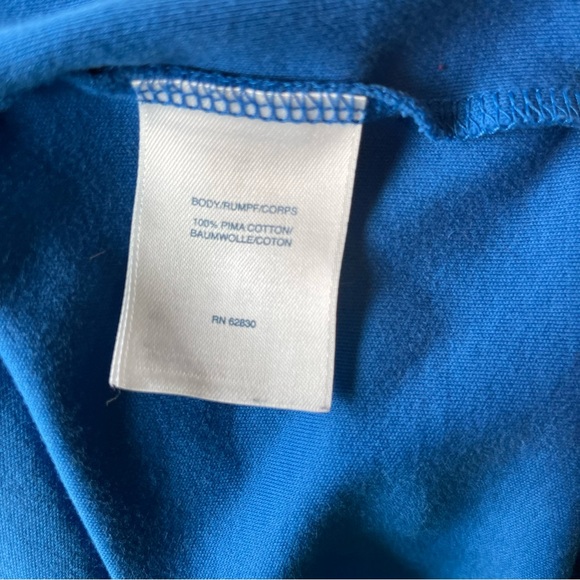 BODY/RUMPF/CORPS
100% PIMA COTTON/
BAUMWOLLE/COTON
RN 62830